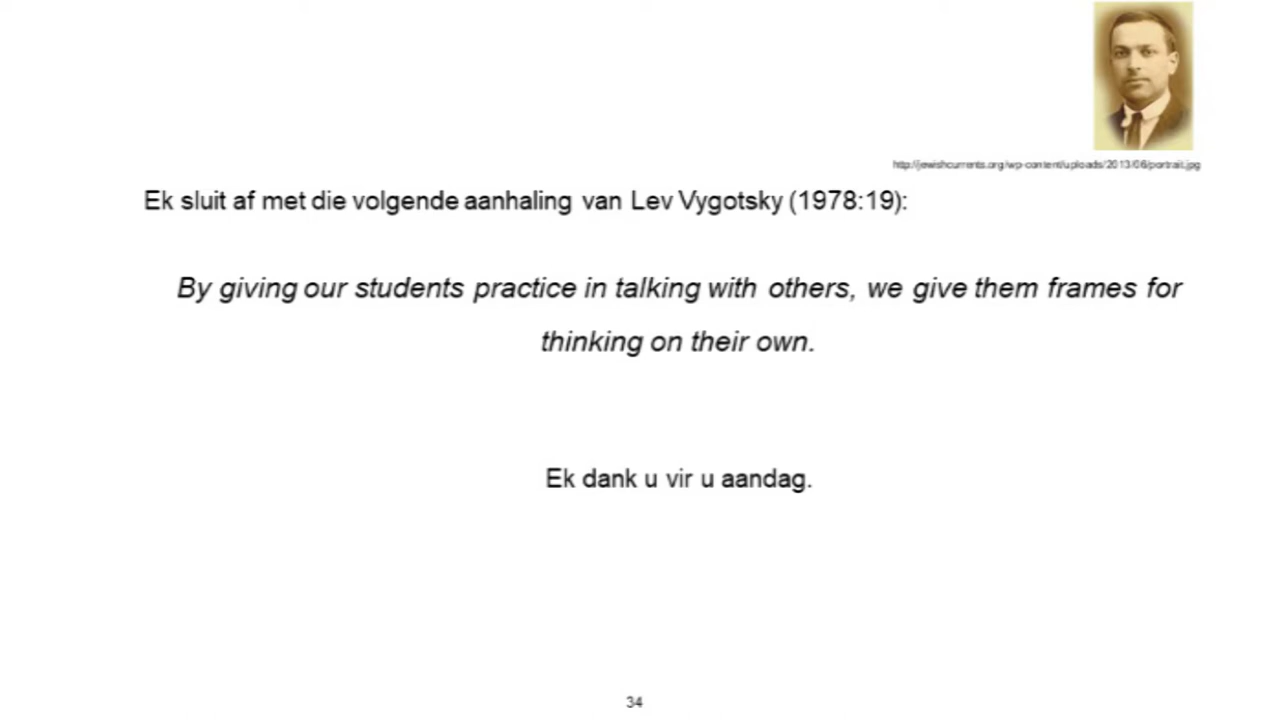 http://jewishcurrents.org/wp-content/uploads/2013/06/portrait.jpg
Ek sluit af met die volgende aanhaling van Lev Vygotsky (1978:19):
By giving our students practice in talking with others, we give them frames for
thinking on their own.
Ek dank u vir u aandag.
34